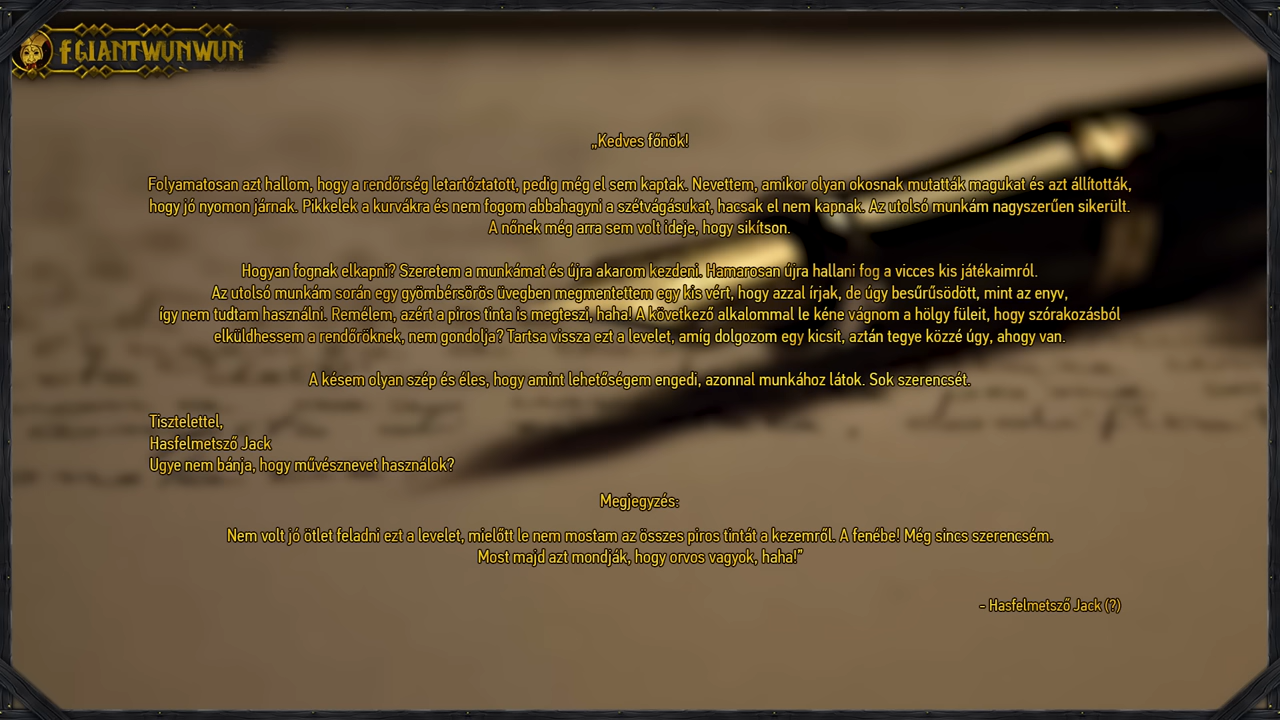 FGIANTWUNWUN
„Kedves főnök!
Folyamatosan azt hallom, hogy a rendőrség letartóztatott, pedig még el sem kaptak. Nevettem, amikor olyan okosnak mutatták magukat és azt állították,
hogy jó nyomon járnak. Pikkelek a kurvákra és nem fogom abbahagyni a szétvágásukat, hacsak el nem kapnak. Az utolsó munkám nagyszerűen sikerült.
A nőnek még arra sem volt ideje, hogy sikítson.
Hogyan fognak elkapni? Szeretem a munkámat és újra akarom kezdeni. Hamarosan újra hallani fog a vicces kis játékaimról.
Az utolsó munkám során egy gyömbérsörös üvegben megmentettem egy kis vért, hogy azzal írjak, de úgy besűrűsödött, mint az enyv,
így nem tudtam használni. Remélem, azért a piros tinta is megteszi, haha! A következő alkalommal le kéne vágnom a hölgy füleit, hogy szórakozásból
elküldhessem a rendőröknek, nem gondolja? Tartsa vissza ezt a levelet, amíg dolgozom egy kicsit, aztán tegye közzé úgy, ahogy van.
A késem olyan szép és éles, hogy amint lehetőségem engedi, azonnal munkához látok. Sok szerencsét.
Tisztelettel,
Hasfelmetsző Jack
Ugye nem bánja, hogy művésznevet használok?
Megjegyzés:
Nem volt jó ötlet feladni ezt a levelet, mielőtt le nem mostam az összes piros tintát a kezemről. A fenébe! Még sincs szerencsém.
Most majd azt mondják, hogy orvos vagyok, haha!”
- Hasfelmetsző Jack (?)